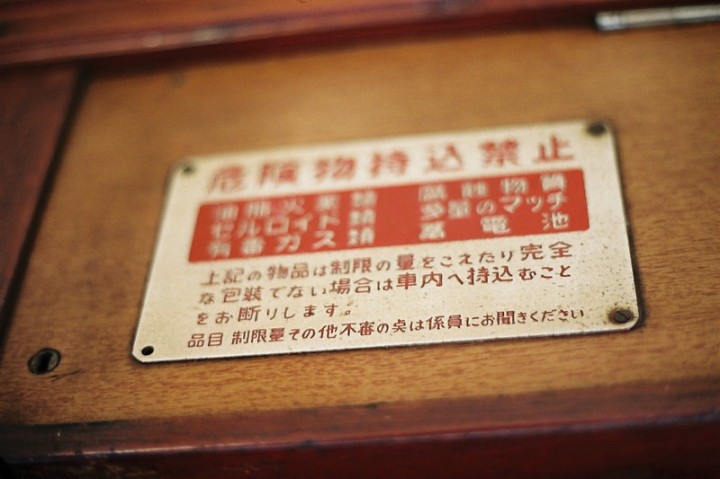 危険物持込禁止
油脂火薬類 放射性物質
セルロイド類 多量のマッチ
有毒ガス類 蓄電池
上記の物品は制限の量をこえたり完全
な包装でない場合は車内へ持込むこと
をお断りします。
品目 制限量その他不審の点は係員にお聞きください